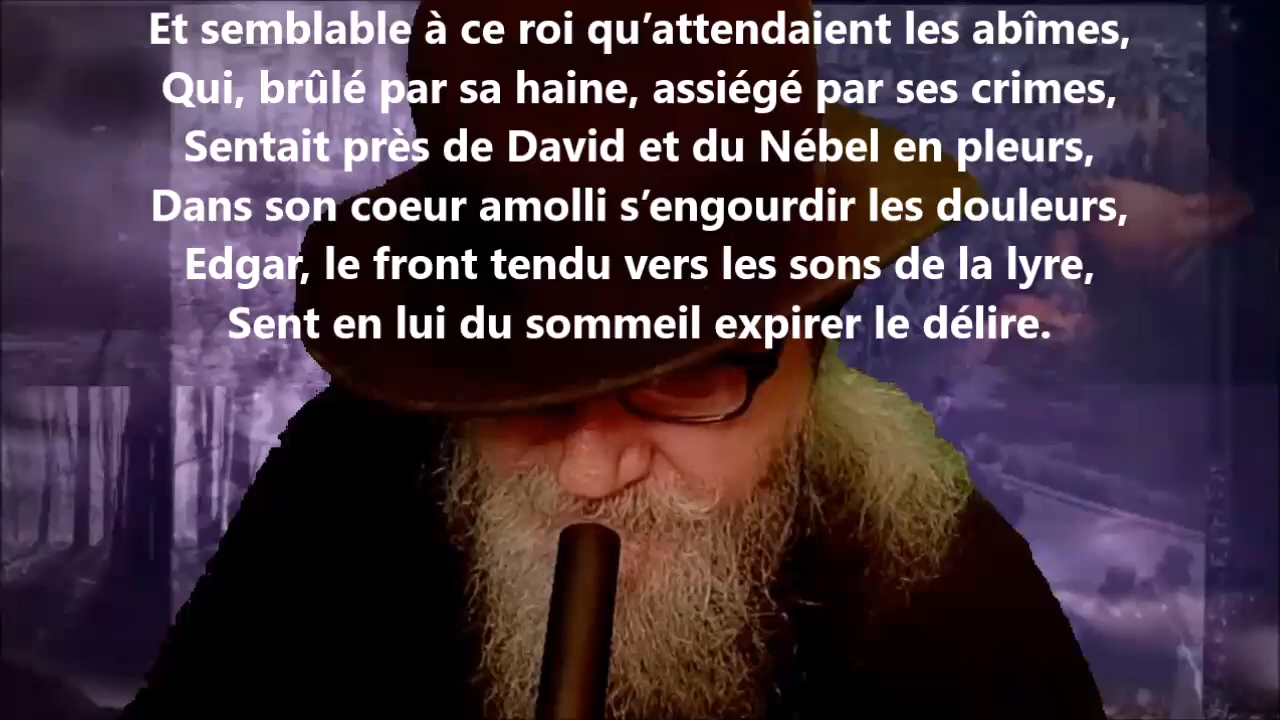 Et semblable à ce roi qu’attendaient les abîmes,
Qui, brûlé par sa haine, assiégé par ses crimes,
Sentait près de David et du Nébel en pleurs,
Dans son coeur amolli s’engourdir les douleurs,
Edgar, le front tendu vers les sons de la lyre,
Sent en lui du sommeil expirer le délire.